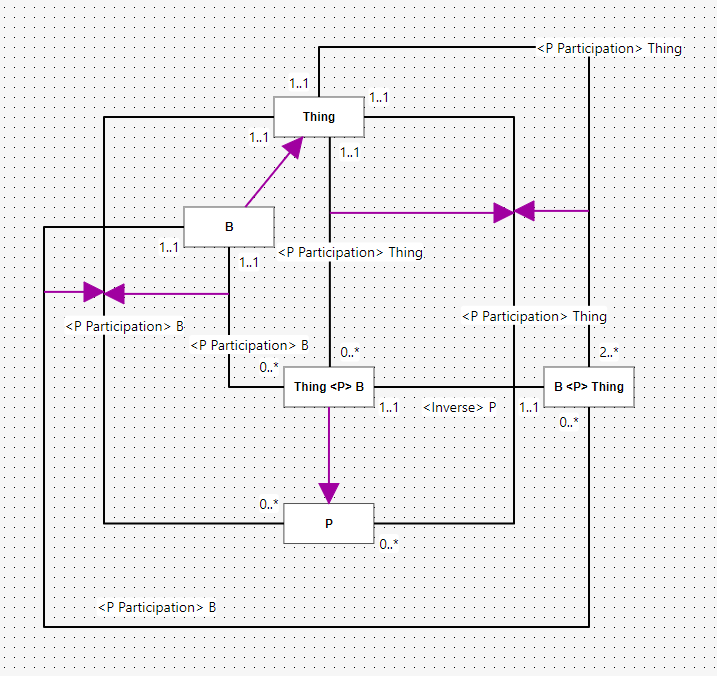 <P Participation> Thing
1..1
1..1
Thing
1..1
1..1
B
1..1
1..1
<P Participation> Thing
<P Participation> Thing
<P Participation> B
<P Participation> B
0..*
2..*
0..*
Thing <P> B
B <P> Thing
1..1
<Inverse> P
1..1
0..*
0..*
P
0..*
<P Participation> B